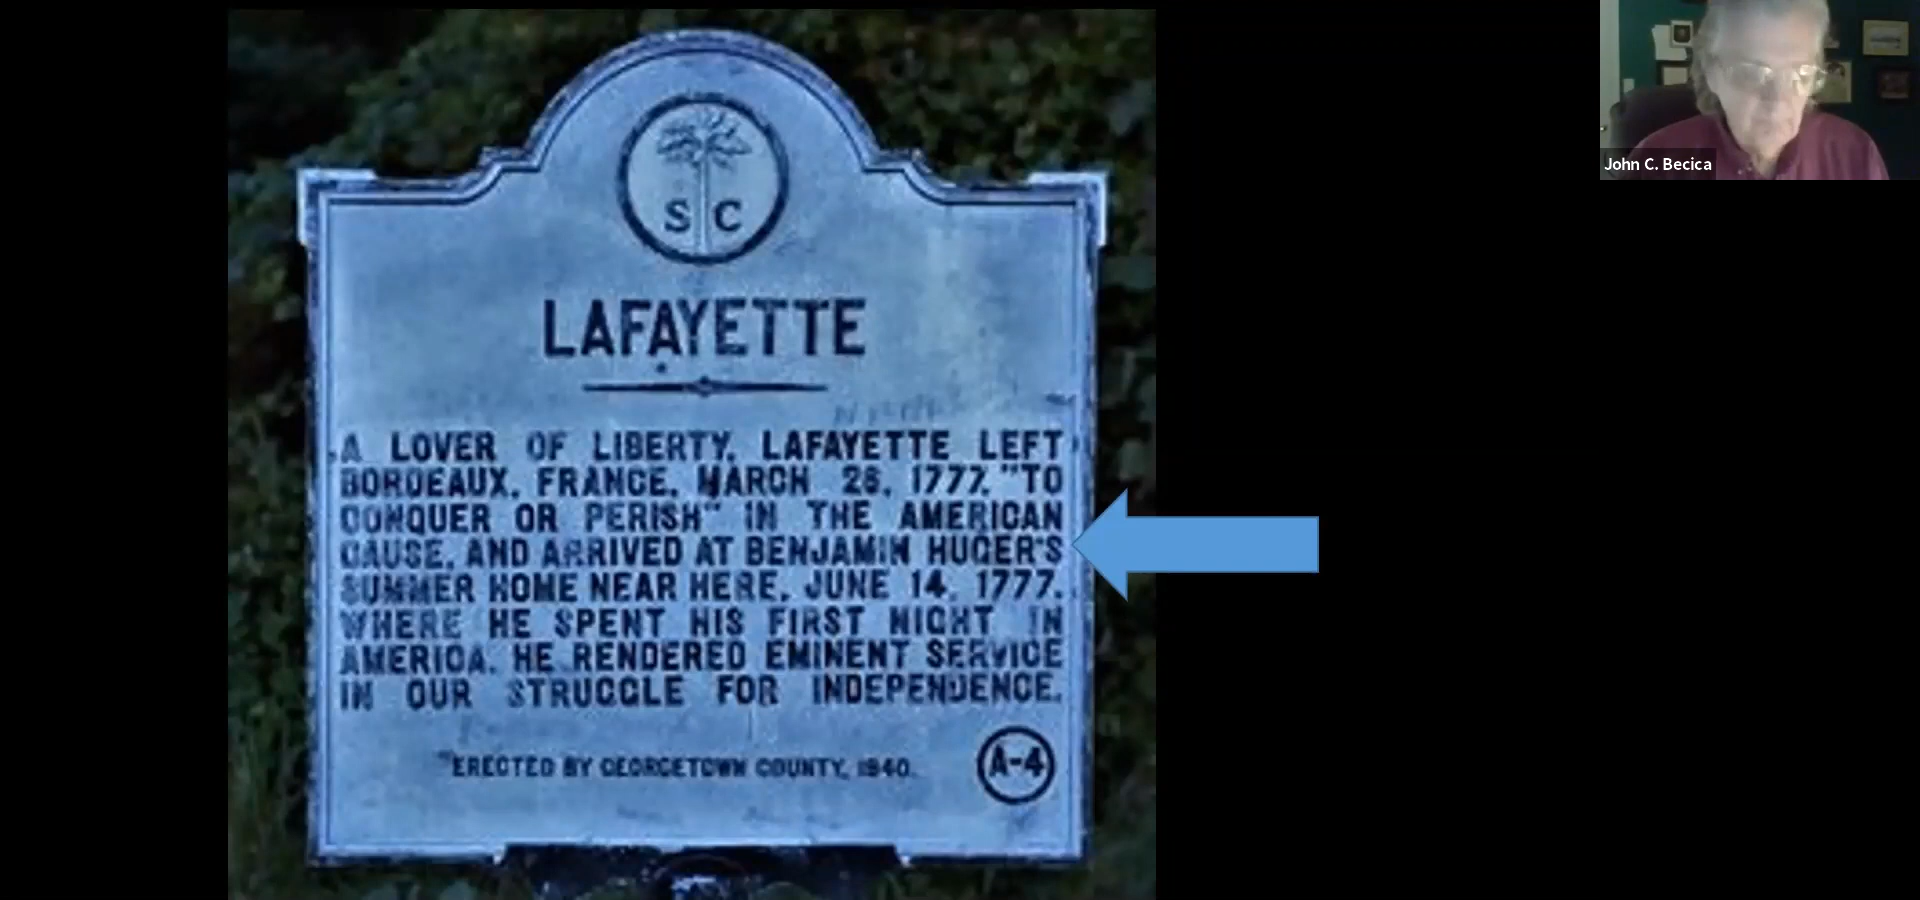 S C
LAFAYETTE
A LOVER OF LIBERTY, LAFAYETTE LEFT
BORDEAUX, FRANCE, MARCH 26, 1777, "TO
CONQUER OR PERISH" IN THE AMERICAN
CAUSE, AND ARRIVED AT BENJAMIN HUGER'S
SUMMER HOME NEAR HERE, JUNE 14, 1777,
WHERE HE SPENT HIS FIRST NIGHT IN
AMERICA. HE RENDERED EMINENT SERVICE
IN OUR STRUGGLE FOR INDEPENDENCE.
ERECTED BY GEORGETOWN COUNTY, 1940.
A-4
John C. Becica